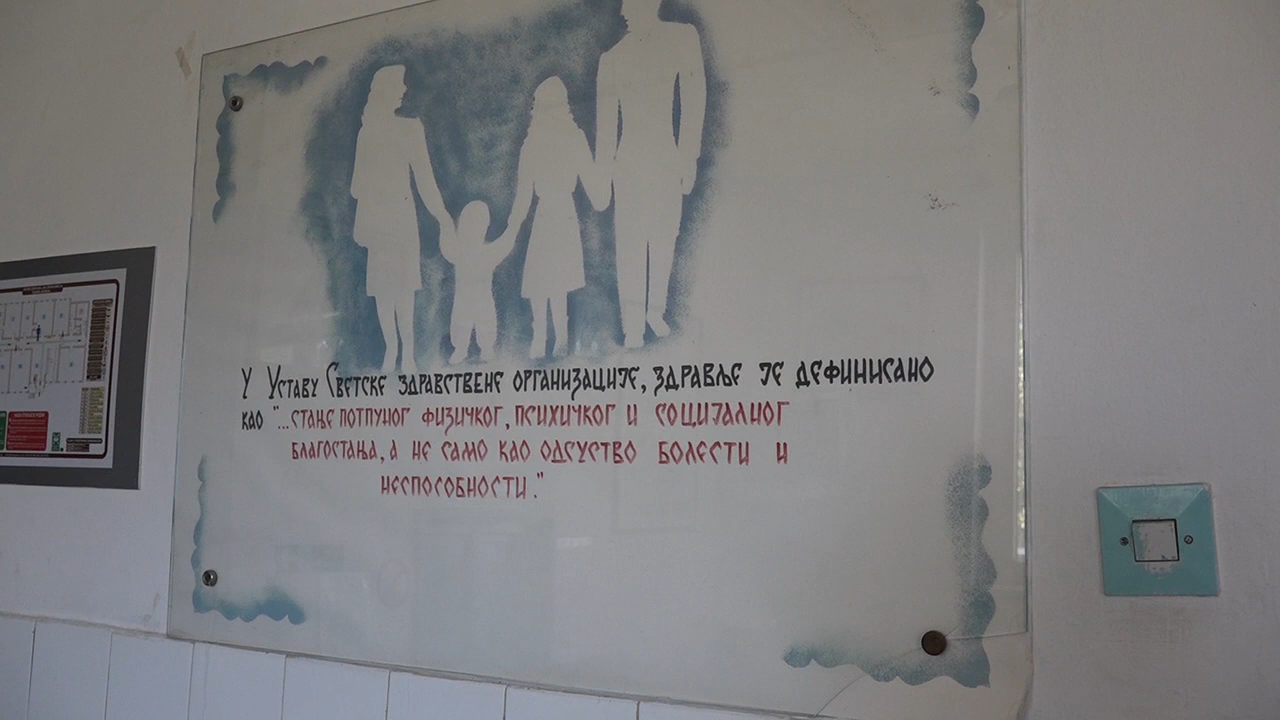 У Уставу Светске здравствене организације, здравље је дефинисано
као "...стање потпуног физичког, психичког и социјалног
благостања, а не само као одсуство болести и
неспособности."